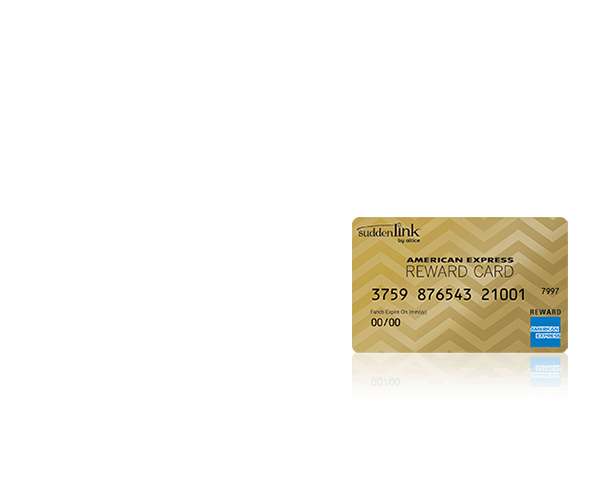 suddenlink
by altice
AMERICAN EXPRESS
REWARD CARD
3759 876543 21001
7997
Funds Expire On (mm/yy)
00/00
REWARD
AMERICAN
EXPRESS